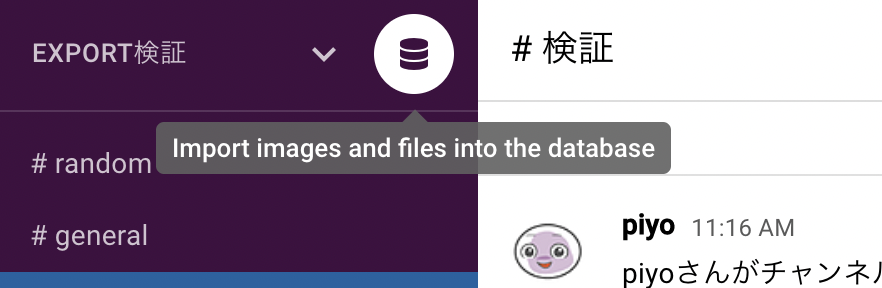 EXPORT検証
# 検証
Import images and files into the database
# random
# general
piyo 11:16 AM
piyoさんがチャンネル